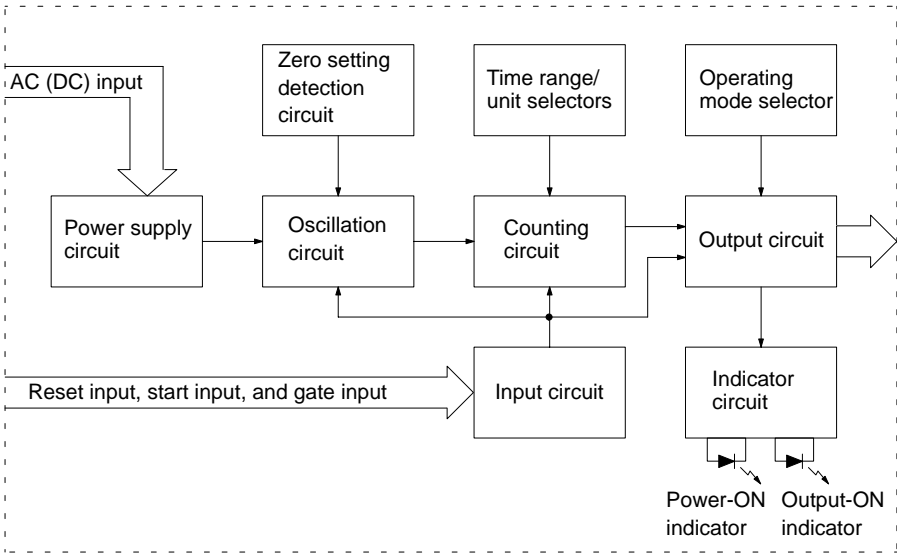 AC (DC) input
Zero setting
detection
circuit
Time range/
unit selectors
Operating
mode selector
Power supply
circuit
Oscillation
circuit
Counting
circuit
Output circuit
Reset input, start input, and gate input
Input circuit
Indicator
circuit
Power-ON
indicator
Output-ON
indicator